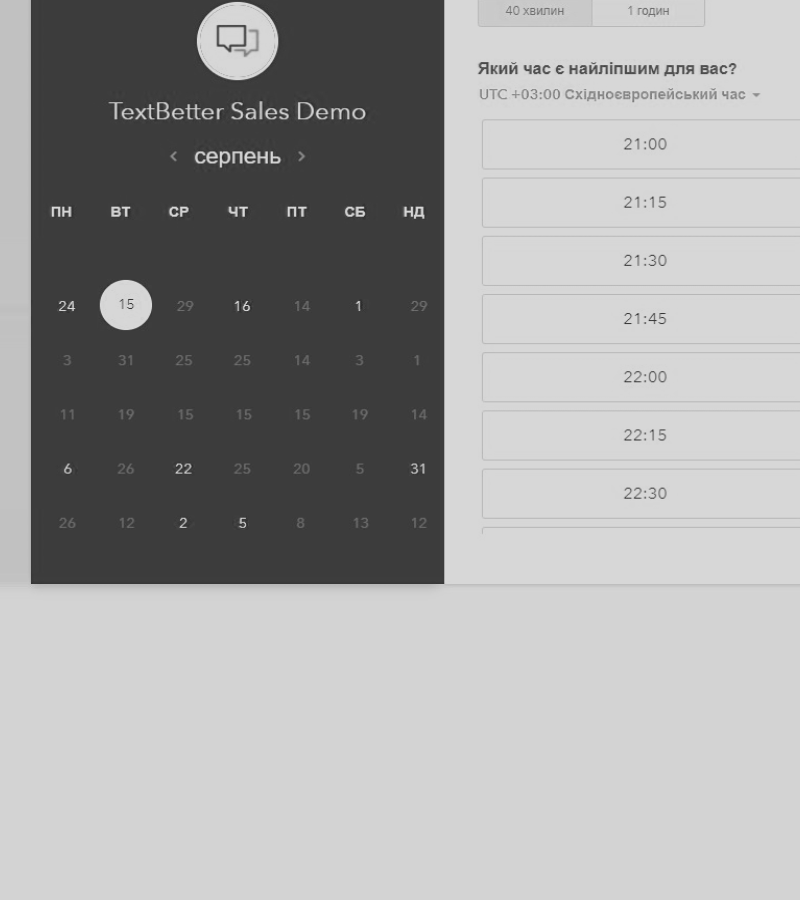 TextBetter Sales Demo
серпень
ПН ВТ СР ЧТ ПТ СБ НД
24 15 29 16 14 1 29
3 31 25 25 14 3 1
11 19 15 15 15 19 14
6 26 22 25 20 5 31
26 12 2 5 8 13 12
40 хвилин 1 годин
Який час є найліпшим для вас?
UTC +03:00 Східноєвропейський час
21:00
21:15
21:30
21:45
22:00
22:15
22:30